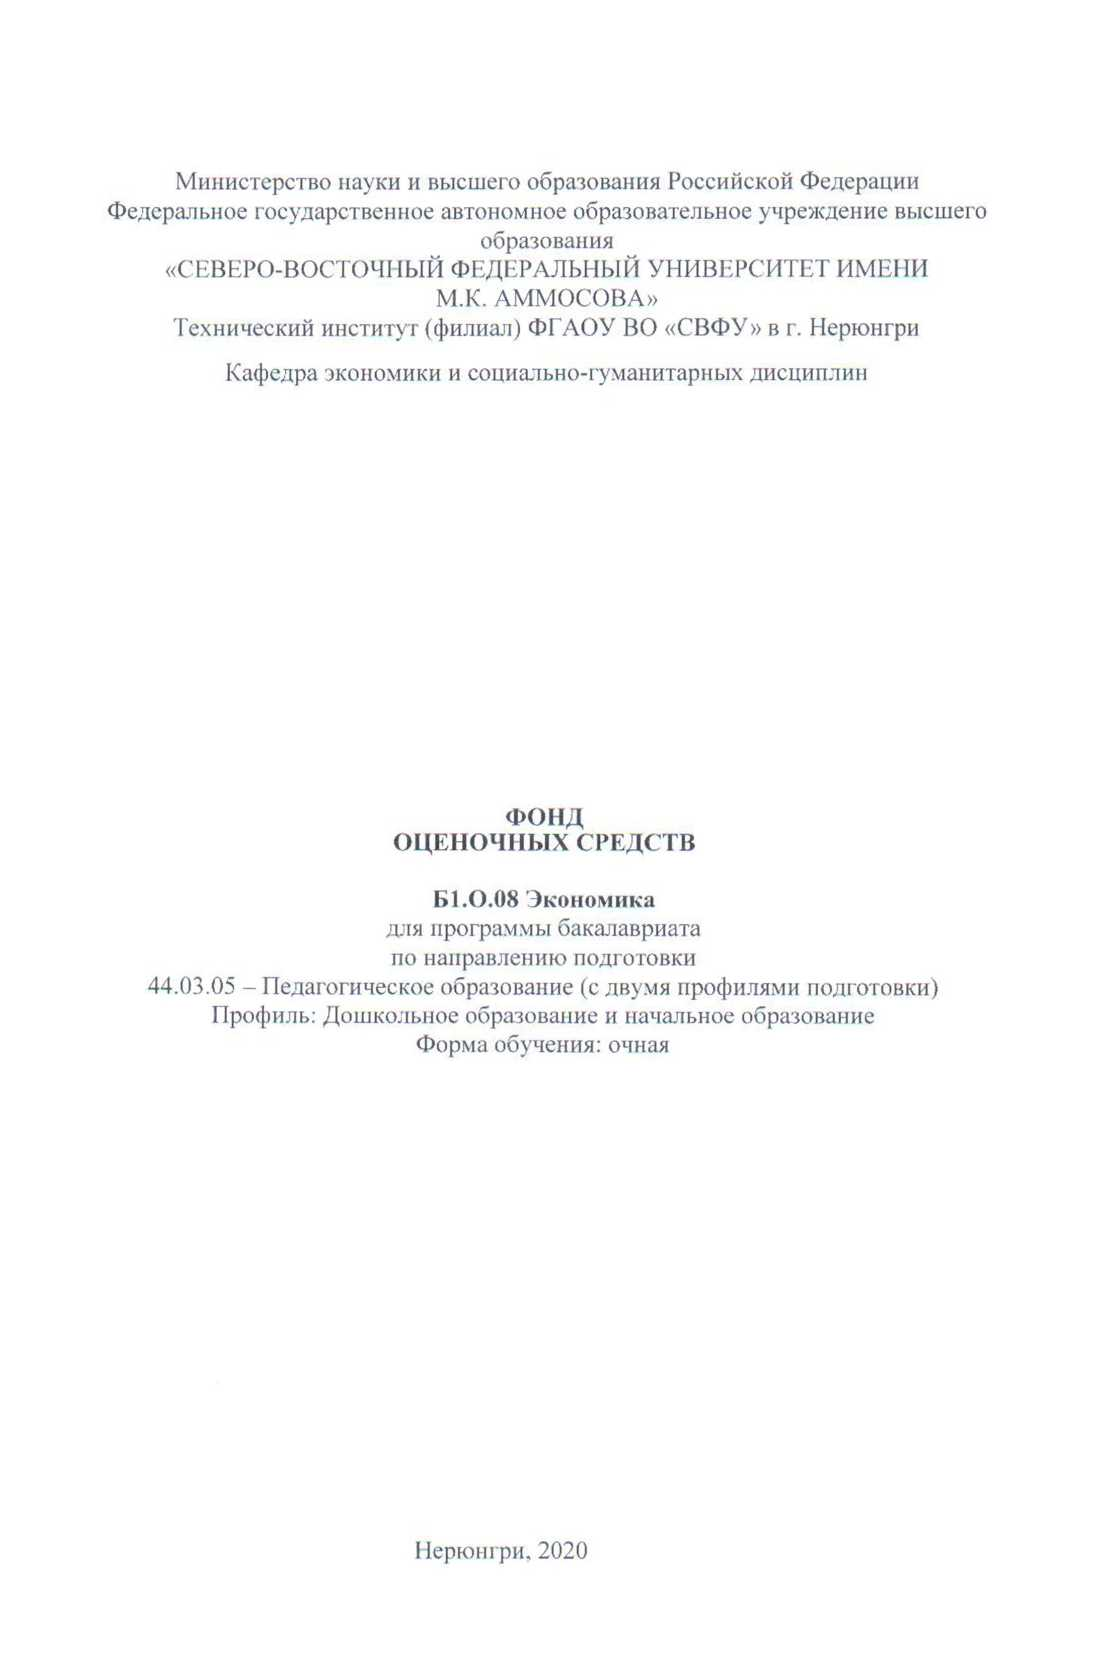 Министерство науки и высшего образования Российской Федерации
Федеральное государственное автономное образовательное учреждение высшего
образования
«СЕВЕРО-ВОСТОЧНЫЙ ФЕДЕРАЛЬНЫЙ УНИВЕРСИТЕТ ИМЕНИ
М.К. АММОСОВА»
Технический институт (филиал) ФГАОУ ВО «СВФУ» в г. Нерюнгри
Кафедра экономики и социально-гуманитарных дисциплин
ФОНД
ОЦЕНОЧНЫХ СРЕДСТВ
Б1.О.08 Экономика
для программы бакалавриата
по направлению подготовки
44.03.05 – Педагогическое образование (с двумя профилями подготовки)
Профиль: Дошкольное образование и начальное образование
Форма обучения: очная
Нерюнгри, 2020